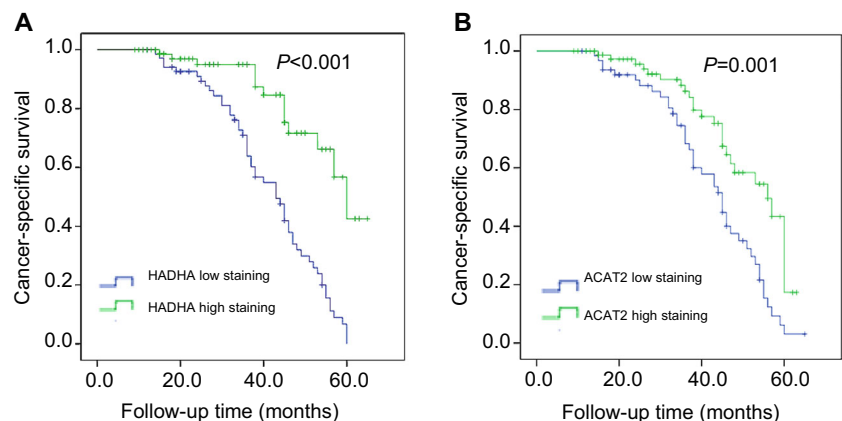 A
Cancer-specific survival
1.0
0.8
0.6
0.4
0.2
0.0
P<0.001
HADHA low staining
HADHA high staining
0.0 20.0 40.0 60.0
Follow-up time (months)
B
Cancer-specific survival
1.0
0.8
0.6
0.4
0.2
0.0
P=0.001
ACAT2 low staining
ACAT2 high staining
0.0 20.0 40.0 60.0
Follow-up time (months)